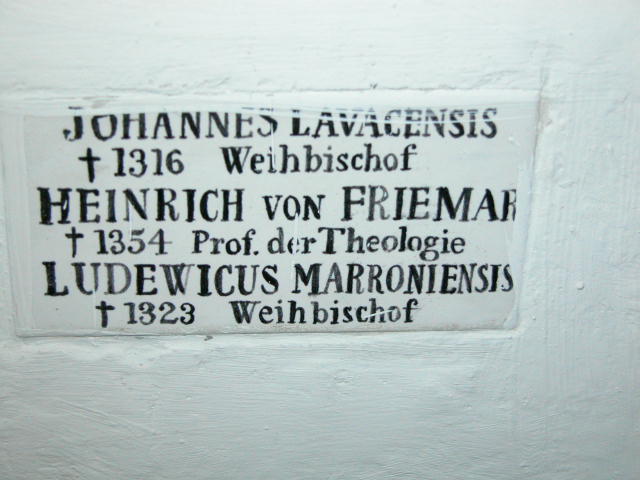 JOHANNES LAVACENSIS
† 1316 Weihbischof
HEINRICH VON FRIEMAR
† 1354 Prof. der Theologie
LUDEWICUS MARRONIENSIS
† 1323 Weihbischof